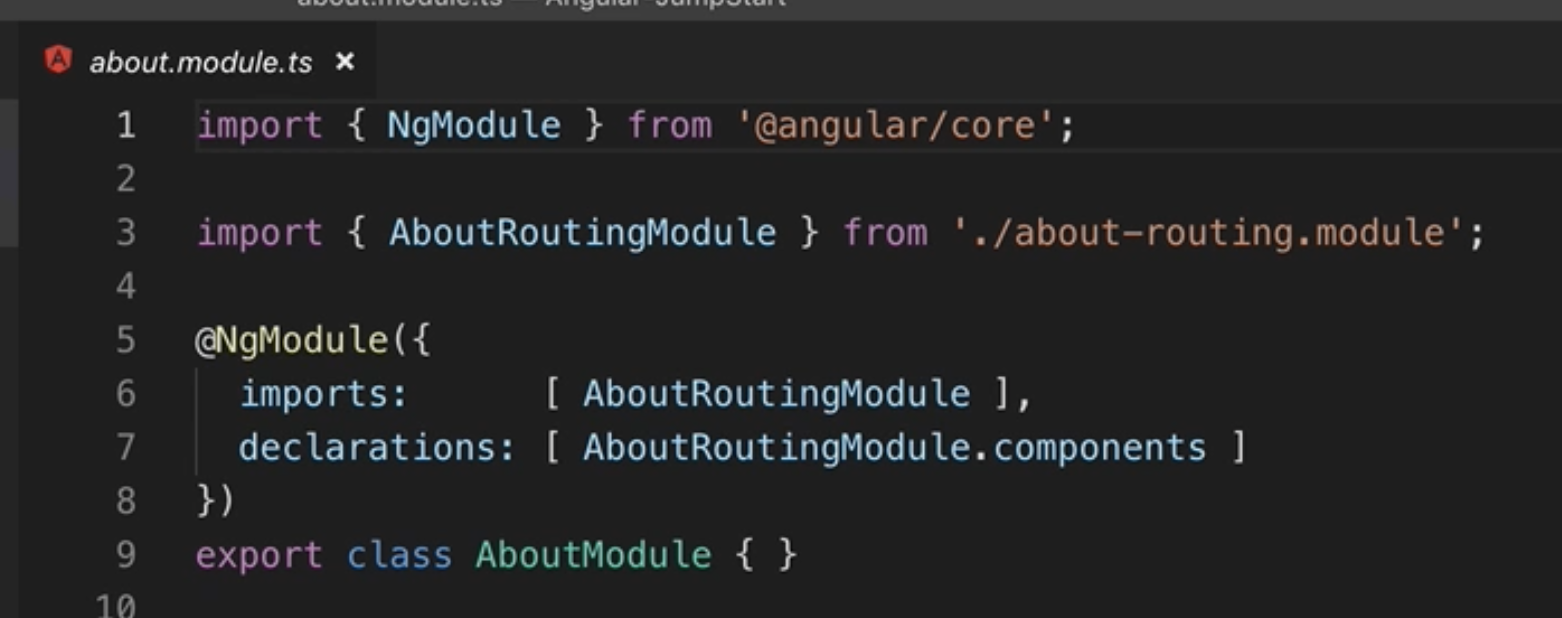 about.module.ts — Angular-JumpStart
about.module.ts ×
1 import { NgModule } from '@angular/core';
2
3 import { AboutRoutingModule } from './about-routing.module';
4
5 @NgModule({
6   imports:      [ AboutRoutingModule ],
7   declarations: [ AboutRoutingModule.components ]
8 })
9 export class AboutModule { }
10